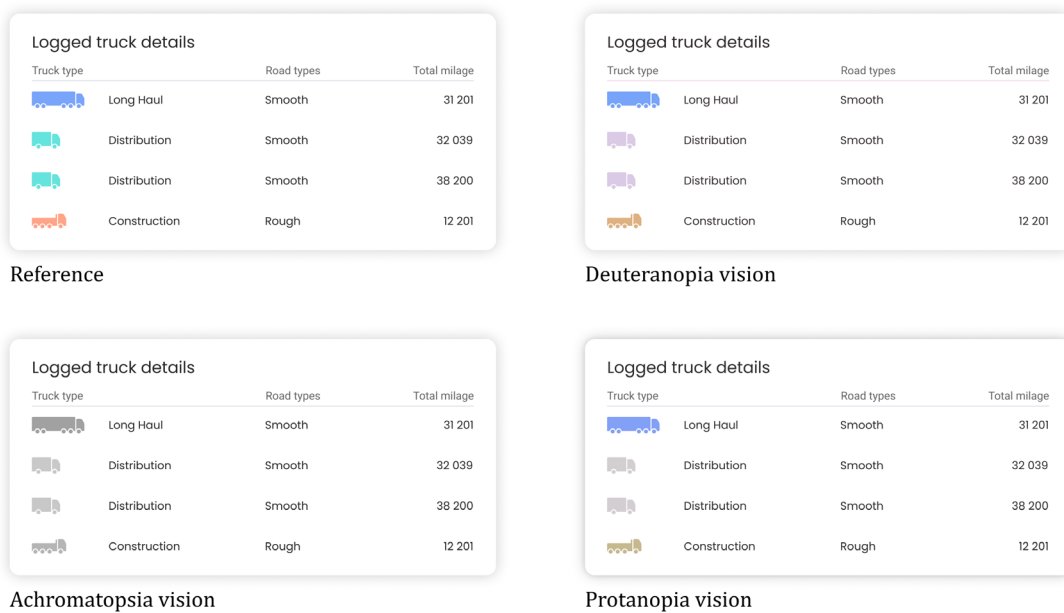 Logged truck details
Truck type Road types Total milage
Long Haul Smooth 31 201
Distribution Smooth 32 039
Distribution Smooth 38 200
Construction Rough 12 201
Reference
Logged truck details
Truck type Road types Total milage
Long Haul Smooth 31 201
Distribution Smooth 32 039
Distribution Smooth 38 200
Construction Rough 12 201
Deuteranopia vision
Logged truck details
Truck type Road types Total milage
Long Haul Smooth 31 201
Distribution Smooth 32 039
Distribution Smooth 38 200
Construction Rough 12 201
Achromatopsia vision
Logged truck details
Truck type Road types Total milage
Long Haul Smooth 31 201
Distribution Smooth 32 039
Distribution Smooth 38 200
Construction Rough 12 201
Protanopia vision